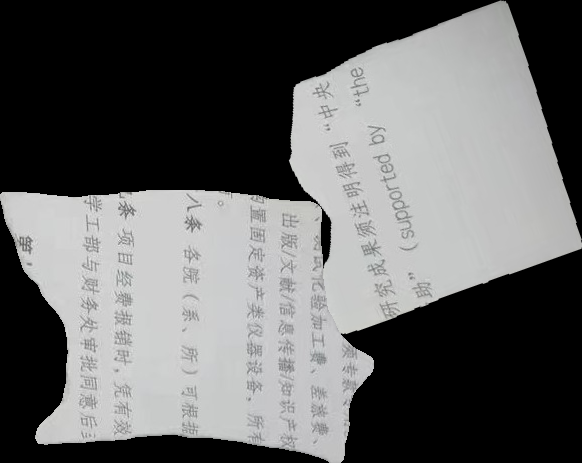 研究成果须注明得到“中央
助”（supported by “the
专款
、测试化验加工费、差旅费、
出版/文献/信息传播/知识产权
购置固定资产类仪器设备，所有
。
八条 各院（系、所）可根据
条 项目经费报销时，凭有效
学工部与财务处审批同意后